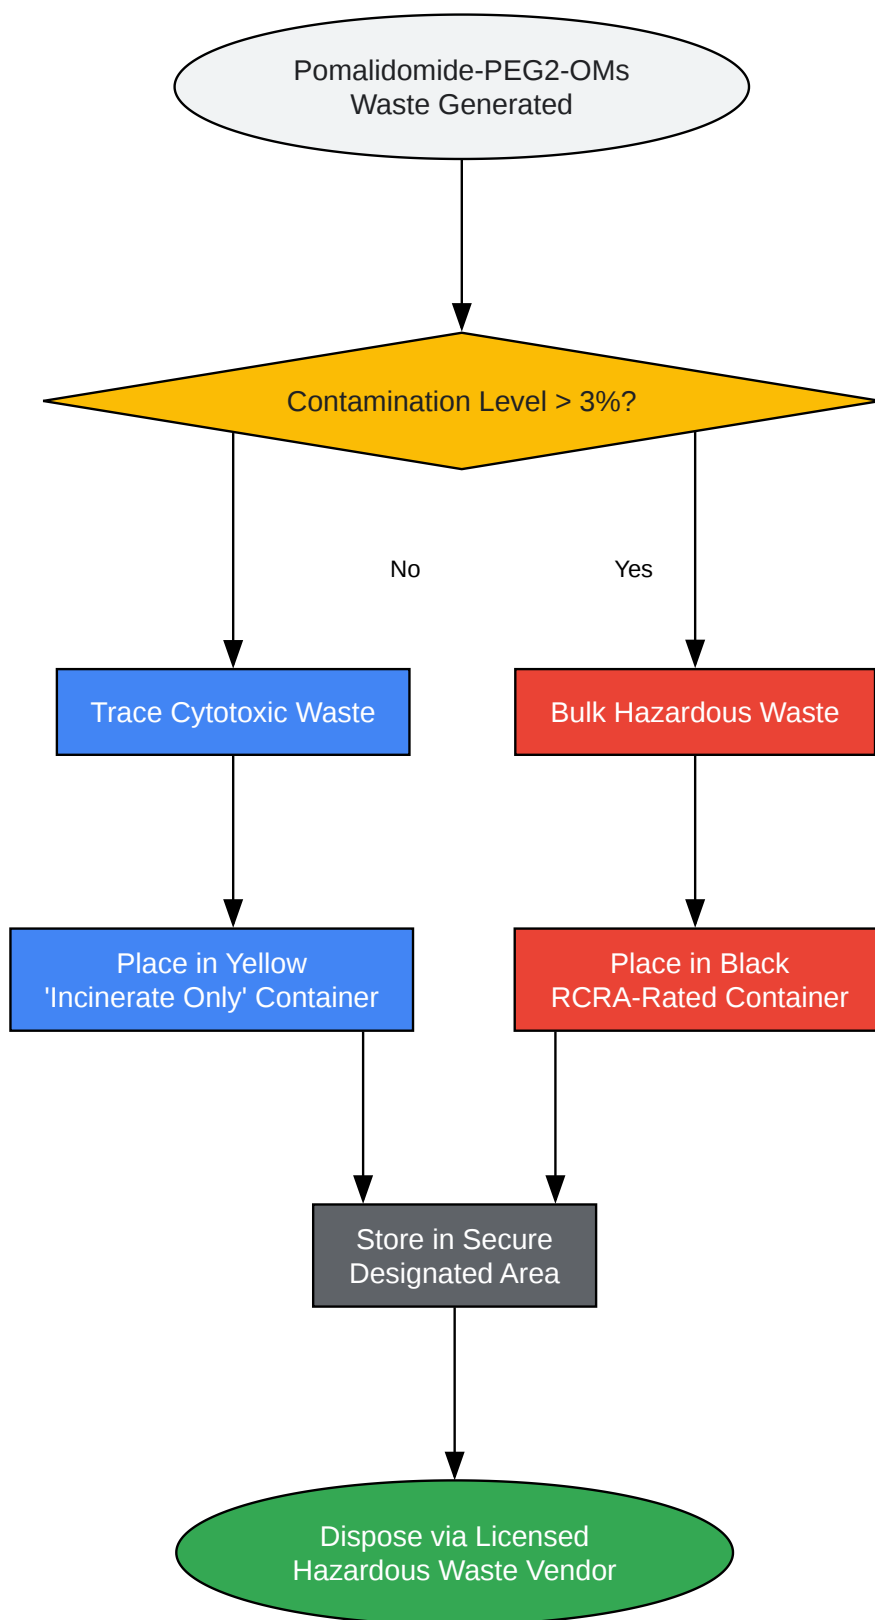 Pomalidomide-PEG2-OMs
Waste Generated
Contamination Level > 3%?
No
Yes
Trace Cytotoxic Waste
Bulk Hazardous Waste
Place in Yellow
'Incinerate Only' Container
Place in Black
RCRA-Rated Container
Store in Secure
Designated Area
Dispose via Licensed
Hazardous Waste Vendor